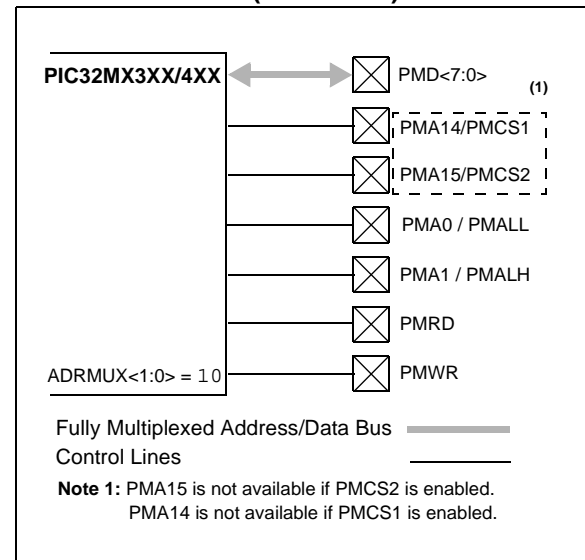 PIC32MX3XX/4XX
PMD<7:0>
(1)
PMA14/PMCS1
PMA15/PMCS2
PMA0 / PMALL
PMA1 / PMALH
PMRD
ADRMUX<1:0> = 10
PMWR
Fully Multiplexed Address/Data Bus
Control Lines
Note 1: PMA15 is not available if PMCS2 is enabled.
PMA14 is not available if PMCS1 is enabled.